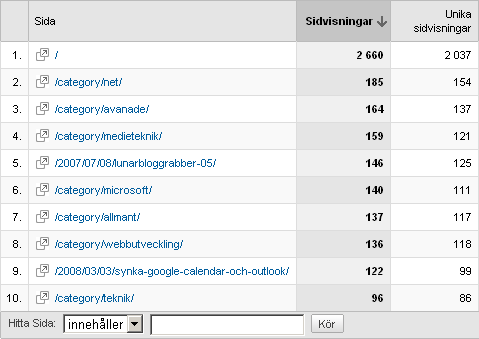 Sida Sidvisningar Unika sidvisningar
1. / 2 660 2 037
2. /category/net/ 185 154
3. /category/avanade/ 164 137
4. /category/medieteknik/ 159 121
5. /2007/07/08/lunarbloggrabber-05/ 146 125
6. /category/microsoft/ 140 111
7. /category/allmant/ 137 117
8. /category/webbutveckling/ 136 118
9. /2008/03/03/synka-google-calendar-och-outlook/ 122 99
10. /category/teknik/ 96 86
Hitta Sida: innehåller Kör